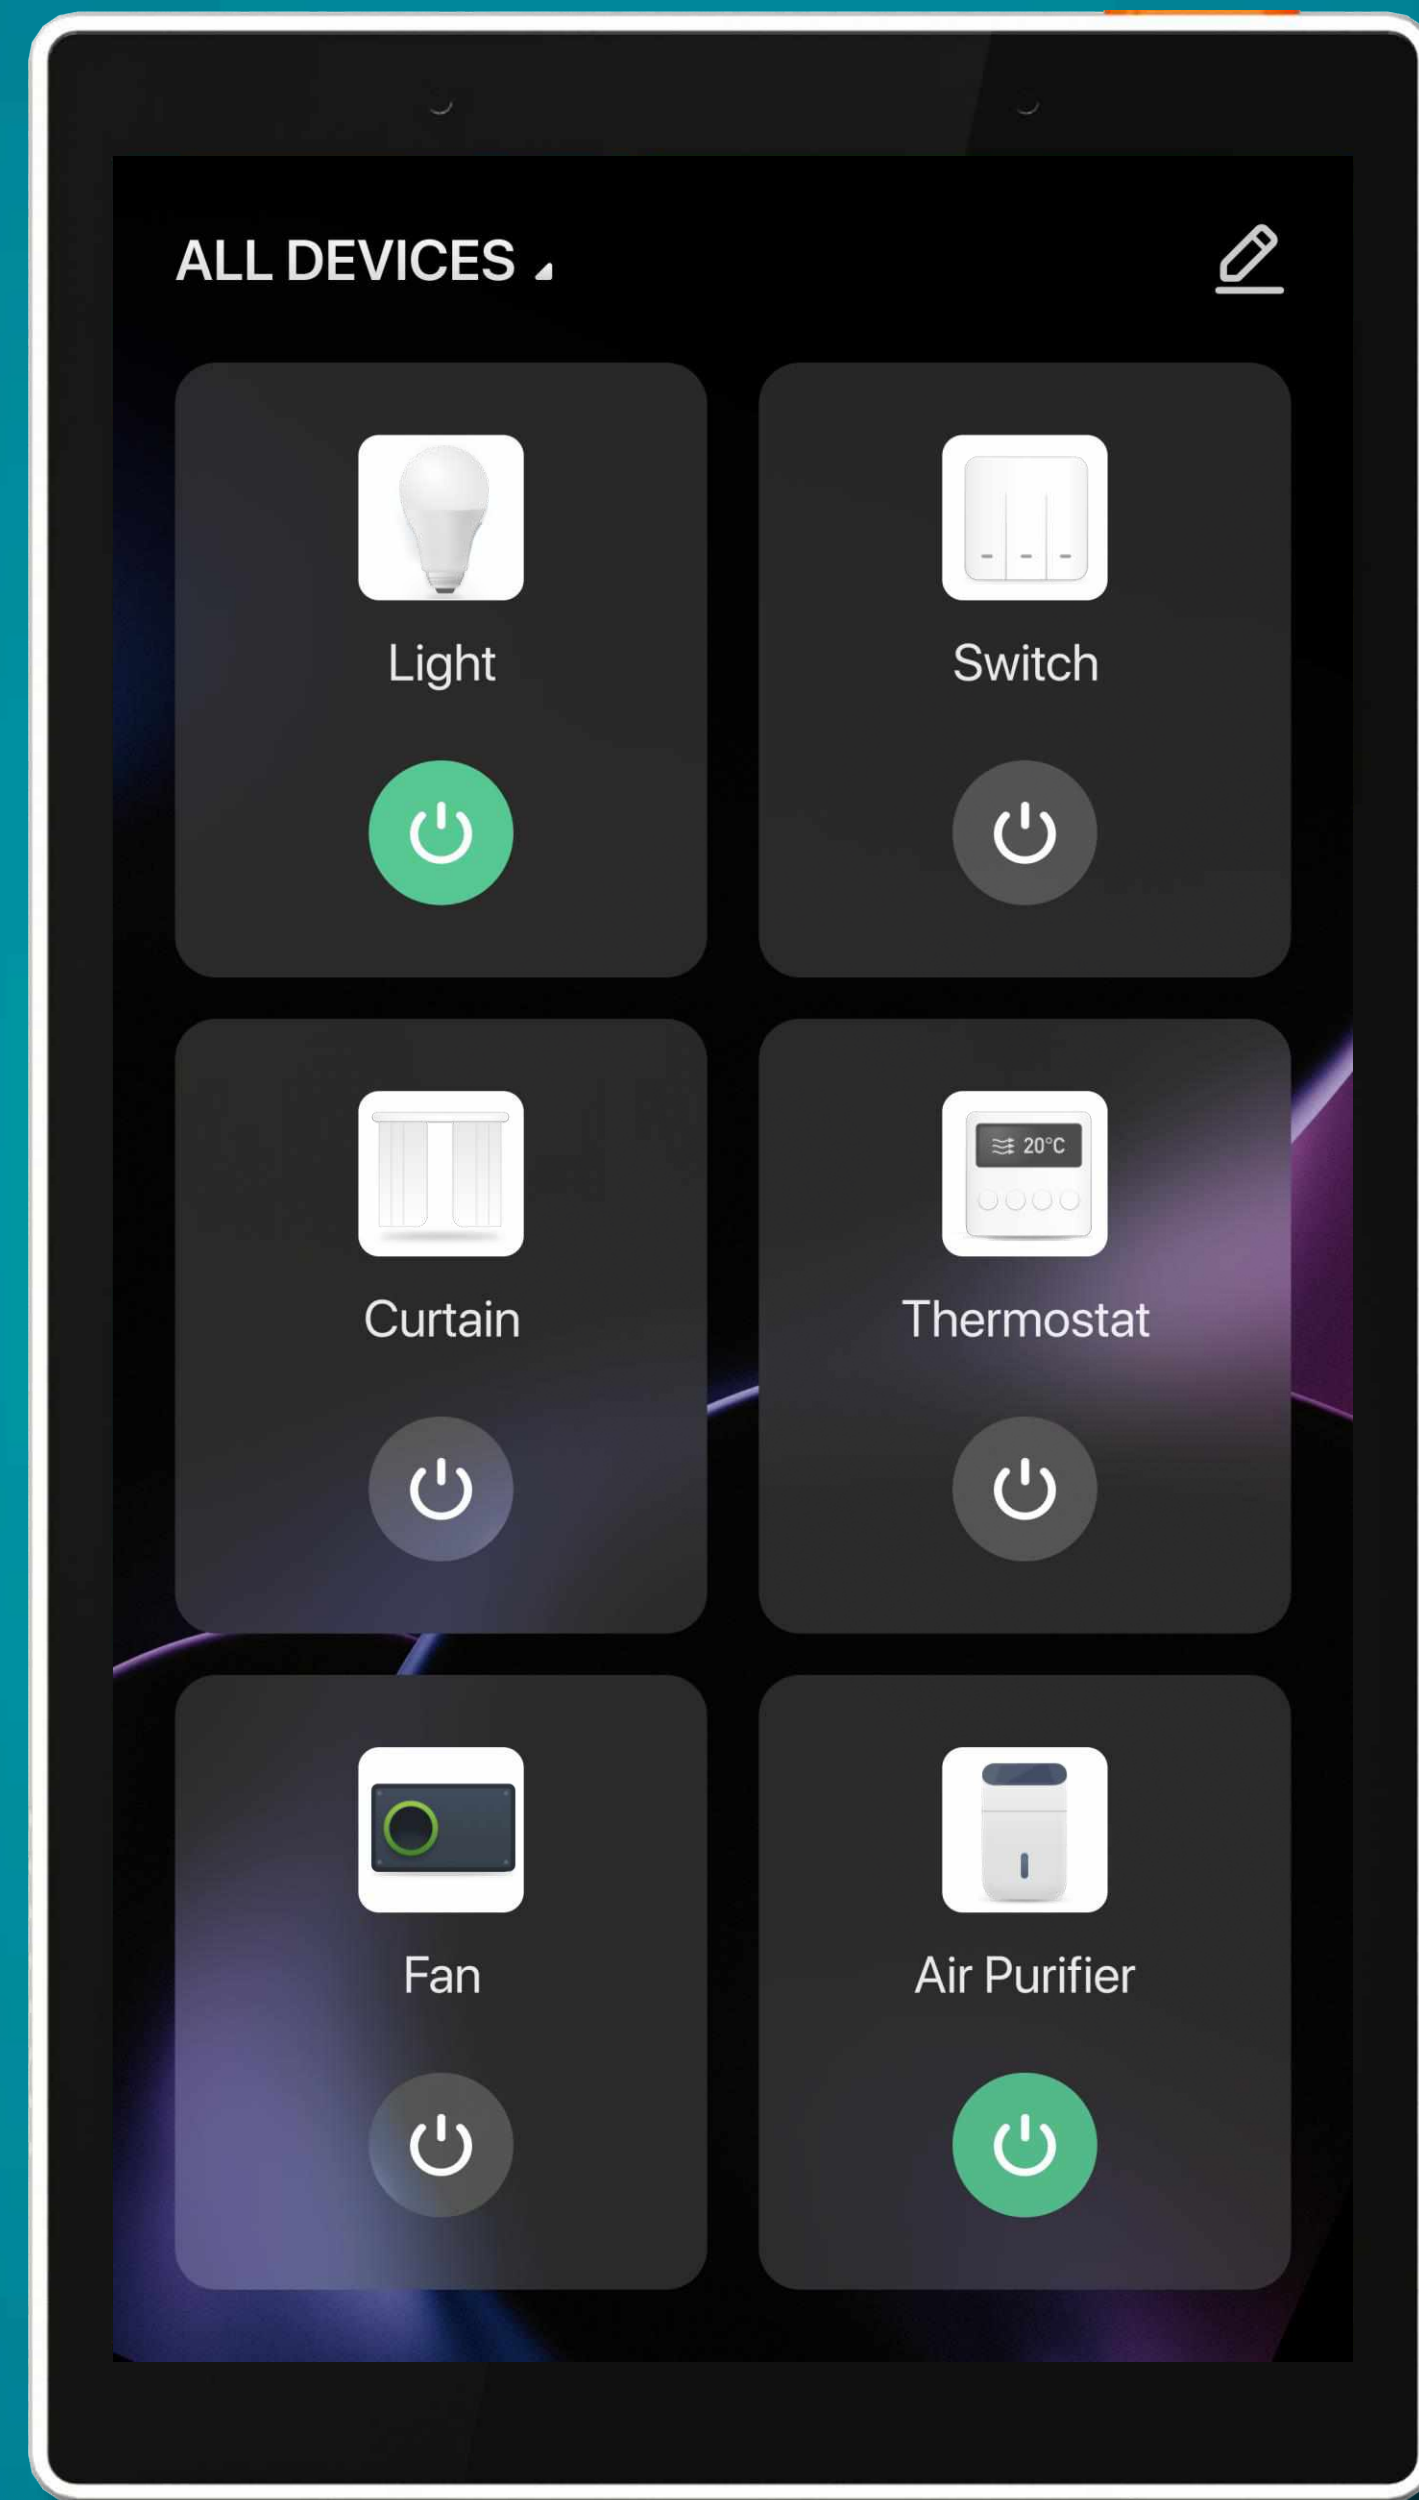 ALL DEVICES
Light
Switch
Curtain
20°C
Thermostat
Fan
Air Purifier